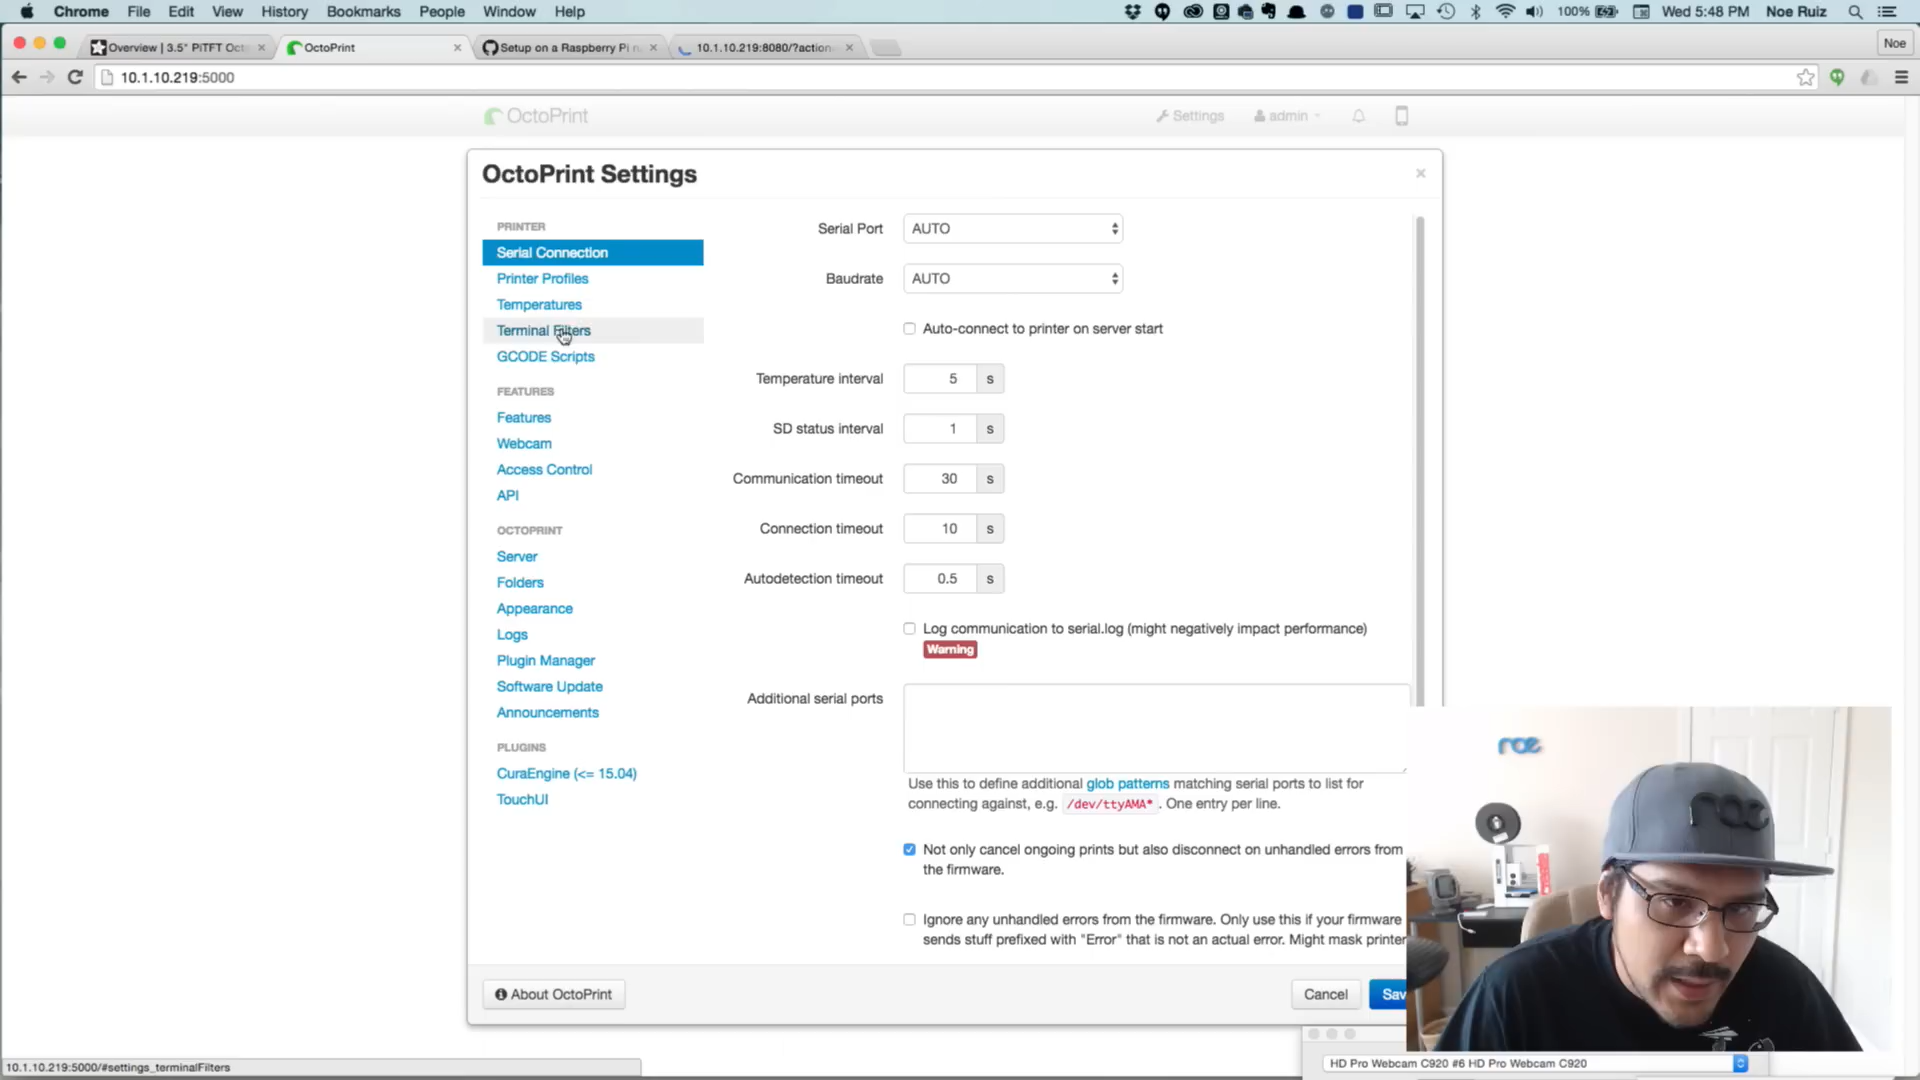 Chrome File Edit View History Bookmarks People Window Help
100% Wed 5:48 PM Noe Ruiz
Overview | 3.5" PiTFT Octo
OctoPrint
Setup on a Raspberry Pi
10.1.10.219:8080/?action
Noe
10.1.10.219:5000
OctoPrint
Settings
admin
OctoPrint Settings
×
PRINTER
Serial Connection
Printer Profiles
Temperatures
Terminal Filters
GCODE Scripts
FEATURES
Features
Webcam
Access Control
API
OCTOPRINT
Server
Folders
Appearance
Logs
Plugin Manager
Software Update
Announcements
PLUGINS
CuraEngine (<= 15.04)
TouchUI
Serial Port AUTO
Baudrate AUTO
Auto-connect to printer on server start
Temperature interval 5 s
SD status interval 1 s
Communication timeout 30 s
Connection timeout 10 s
Autodetection timeout 0.5 s
Log communication to serial.log (might negatively impact performance)
Warning
Additional serial ports
Use this to define additional glob patterns matching serial ports to list for
connecting against, e.g. /dev/ttyAMA* . One entry per line.
Not only cancel ongoing prints but also disconnect on unhandled errors from
the firmware.
Ignore any unhandled errors from the firmware. Only use this if your firmware
sends stuff prefixed with "Error" that is not an actual error. Might mask printer
About OctoPrint
Cancel
Sav
10.1.10.219:5000/#settings_terminalFilters
HD Pro Webcam C920 #6 HD Pro Webcam C920